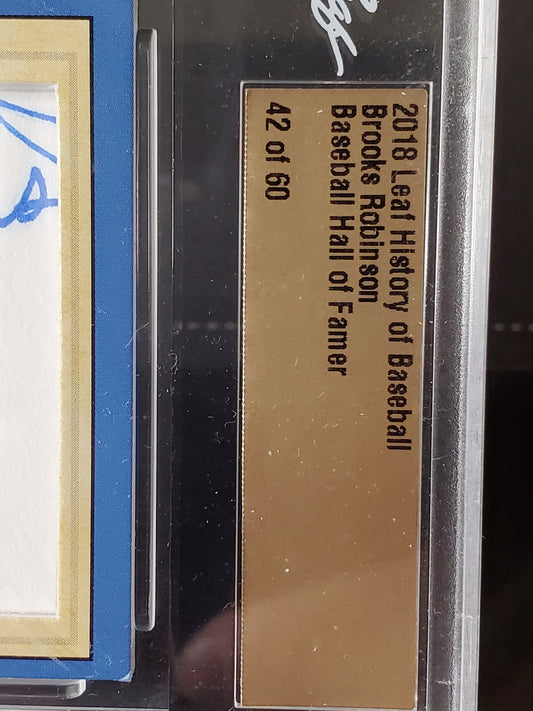 2018 Leaf History of Baseball
Brooks Robinson
Baseball Hall of Famer
42 of 60